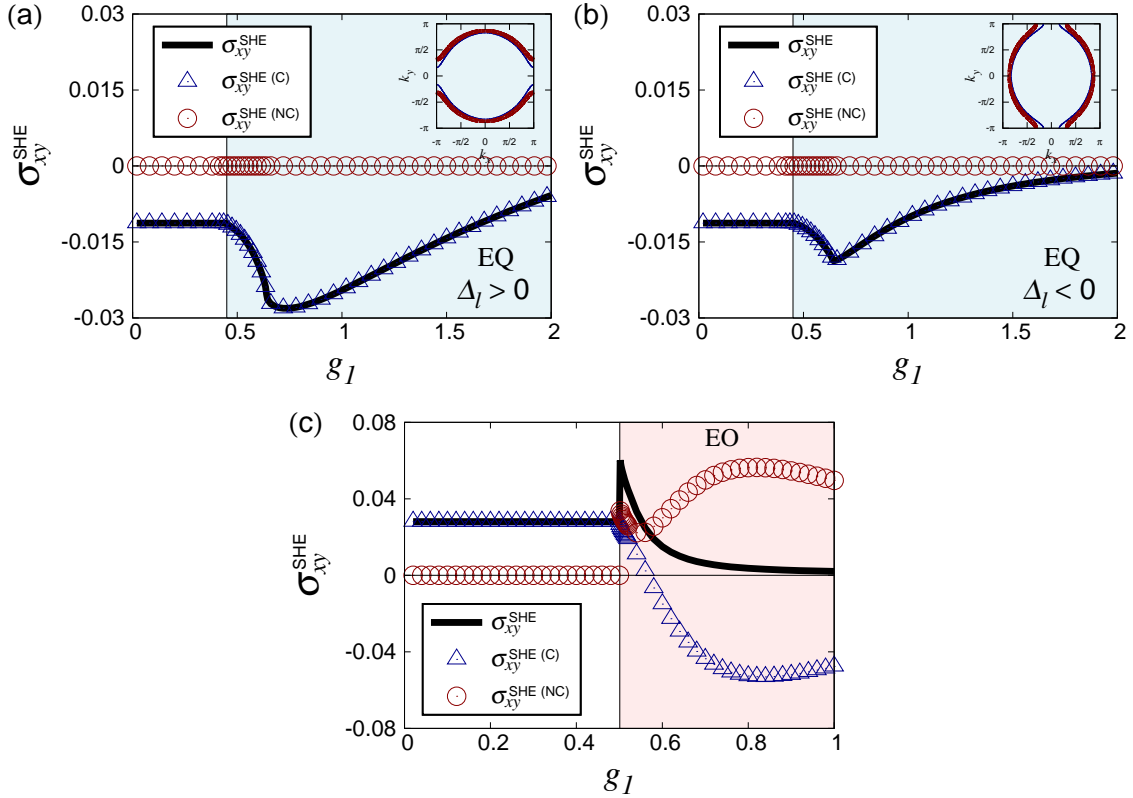 (a)
0.03
0.015
0
-0.015
-0.03
σxySHE
σxySHE
σxySHE (C)
σxySHE (NC)
π
π/2
0
-π/2
-π
ky
-π -π/2 0 π/2 π
kx
EQ
Δl > 0
0 0.5 1 1.5 2
g1
(b)
0.03
0.015
0
-0.015
-0.03
σxySHE
σxySHE
σxySHE (C)
σxySHE (NC)
π
π/2
0
-π/2
-π
ky
-π -π/2 0 π/2 π
kx
EQ
Δl < 0
0 0.5 1 1.5 2
g1
(c)
0.08
0.04
0
-0.04
-0.08
σxySHE
EO
σxySHE
σxySHE (C)
σxySHE (NC)
0 0.2 0.4 0.6 0.8 1
g1